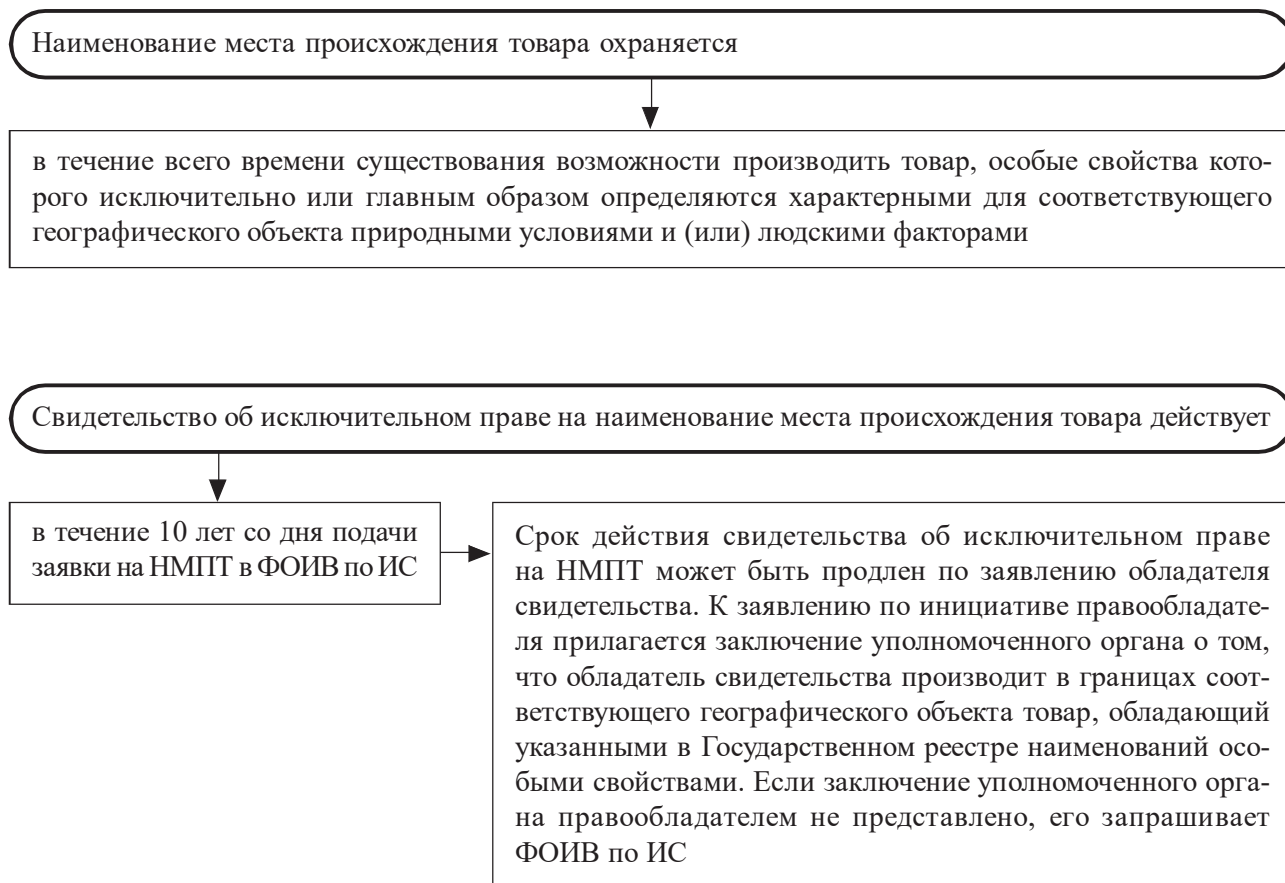 Наименование места происхождения товара охраняется
в течение всего времени существования возможности производить товар, особые свойства кото-
рого исключительно или главным образом определяются характерными для соответствующего
географического объекта природными условиями и (или) людскими факторами
Свидетельство об исключительном праве на наименование места происхождения товара действует
в течение 10 лет со дня подачи
заявки на НМПТ в ФОИВ по ИС
Срок действия свидетельства об исключительном праве
на НМПТ может быть продлен по заявлению обладателя
свидетельства. К заявлению по инициативе правообладате-
ля прилагается заключение уполномоченного органа о том,
что обладатель свидетельства производит в границах соот-
ветствующего географического объекта товар, обладающий
указанными в Государственном реестре наименований осо-
быми свойствами. Если заключение уполномоченного орга-
на правообладателем не представлено, его запрашивает
ФОИВ по ИС